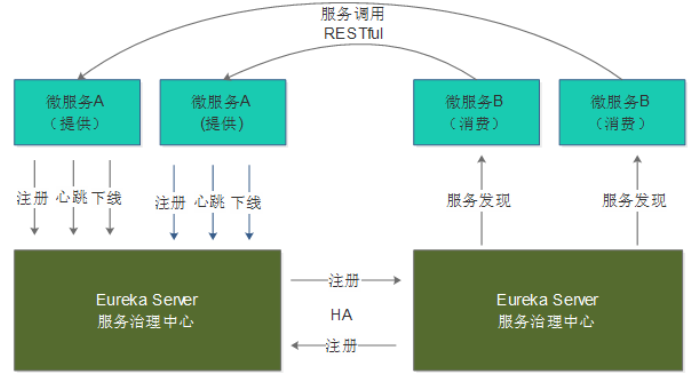 服务调用
RESTful
微服务A
（提供）
微服务A
(提供)
微服务B
（消费）
微服务B
（消费）
注册 心跳 下线
注册 心跳 下线
服务发现
服务发现
Eureka Server
服务治理中心
注册
HA
注册
Eureka Server
服务治理中心